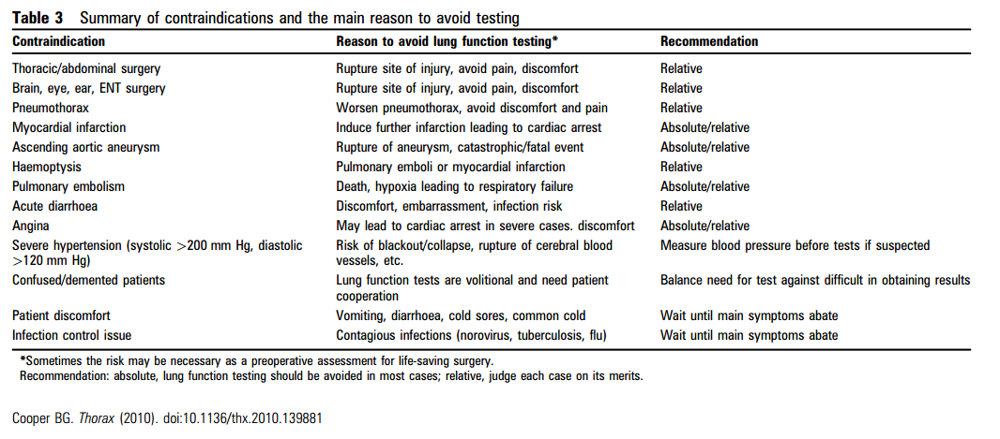 Table 3 Summary of contraindications and the main reason to avoid testing
Contraindication Reason to avoid lung function testing* Recommendation
Thoracic/abdominal surgery Rupture site of injury, avoid pain, discomfort Relative
Brain, eye, ear, ENT surgery Rupture site of injury, avoid pain, discomfort Relative
Pneumothorax Worsen pneumothorax, avoid discomfort and pain Relative
Myocardial infarction Induce further infarction leading to cardiac arrest Absolute/relative
Ascending aortic aneurysm Rupture of aneurysm, catastrophic/fatal event Absolute/relative
Haemoptysis Pulmonary emboli or myocardial infarction Relative
Pulmonary embolism Death, hypoxia leading to respiratory failure Absolute/relative
Acute diarrhoea Discomfort, embarrassment, infection risk Relative
Angina May lead to cardiac arrest in severe cases. discomfort Absolute/relative
Severe hypertension (systolic >200 mm Hg, diastolic Risk of blackout/collapse, rupture of cerebral blood Measure blood pressure before tests if suspected
>120 mm Hg) vessels, etc.
Confused/demented patients Lung function tests are volitional and need patient Balance need for test against difficult in obtaining results
cooperation
Patient discomfort Vomiting, diarrhoea, cold sores, common cold Wait until main symptoms abate
Infection control issue Contagious infections (norovirus, tuberculosis, flu) Wait until main symptoms abate
*Sometimes the risk may be necessary as a preoperative assessment for life-saving surgery.
Recommendation: absolute, lung function testing should be avoided in most cases; relative, judge each case on its merits.
Cooper BG. Thorax (2010). doi:10.1136/thx.2010.139881